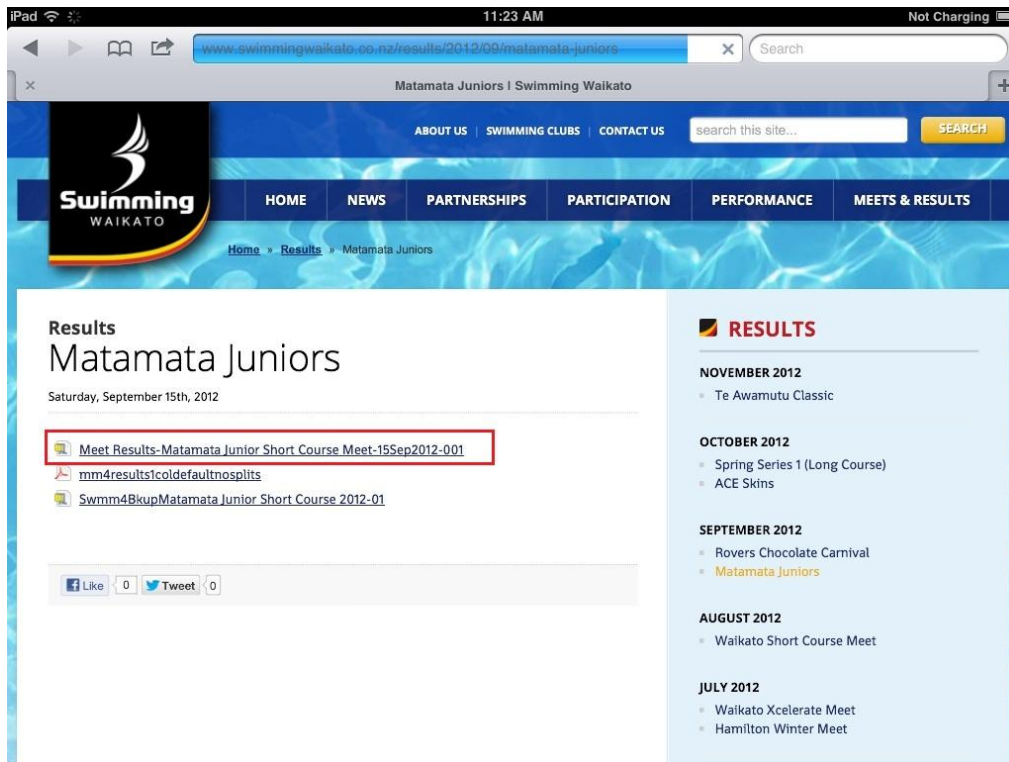 iPad 11:23 AM Not Charging
www.swimmingwaikato.co.nz/results/2012/09/matamata-juniors Search
Matamata Juniors | Swimming Waikato
ABOUT US | SWIMMING CLUBS | CONTACT US search this site... SEARCH
Swimming
WAIKATO
HOME NEWS PARTNERSHIPS PARTICIPATION PERFORMANCE MEETS & RESULTS
Home » Results » Matamata Juniors
Results
Matamata Juniors
Saturday, September 15th, 2012
Meet Results-Matamata Junior Short Course Meet-15Sep2012-001
mm4results1coldefaultnosplits
Swmm4BkupMatamata Junior Short Course 2012-01
Like 0 Tweet 0
RESULTS
NOVEMBER 2012
Te Awamutu Classic
OCTOBER 2012
Spring Series 1 (Long Course)
ACE Skins
SEPTEMBER 2012
Rovers Chocolate Carnival
Matamata Juniors
AUGUST 2012
Waikato Short Course Meet
JULY 2012
Waikato Xcelerate Meet
Hamilton Winter Meet